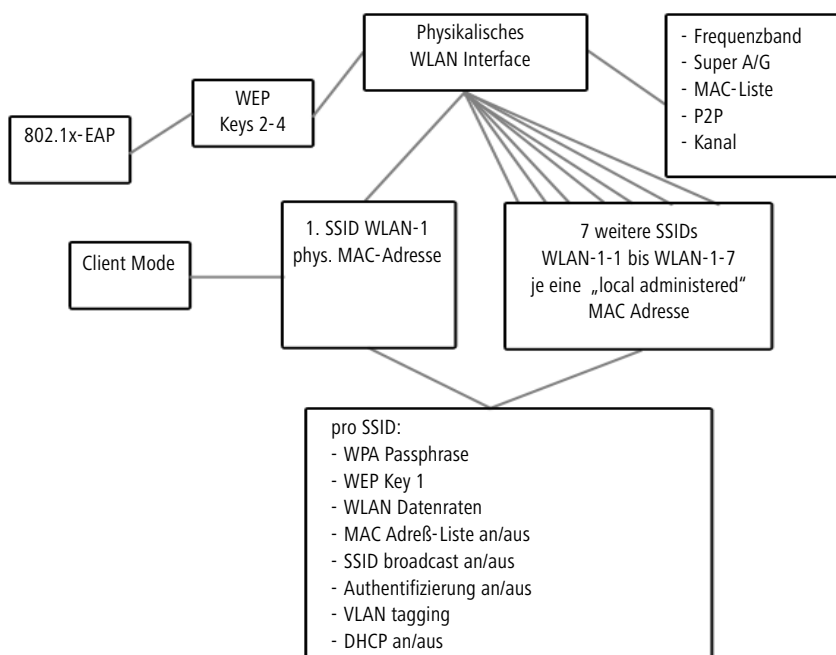 Physikalisches
WLAN Interface
- Frequenzband
- Super A/G
- MAC-Liste
- P2P
- Kanal
WEP
Keys 2-4
802.1x-EAP
1. SSID WLAN-1
phys. MAC-Adresse
7 weitere SSIDs
WLAN-1-1 bis WLAN-1-7
je eine „local administered“
MAC Adresse
Client Mode
pro SSID:
- WPA Passphrase
- WEP Key 1
- WLAN Datenraten
- MAC Adreß-Liste an/aus
- SSID broadcast an/aus
- Authentifizierung an/aus
- VLAN tagging
- DHCP an/aus